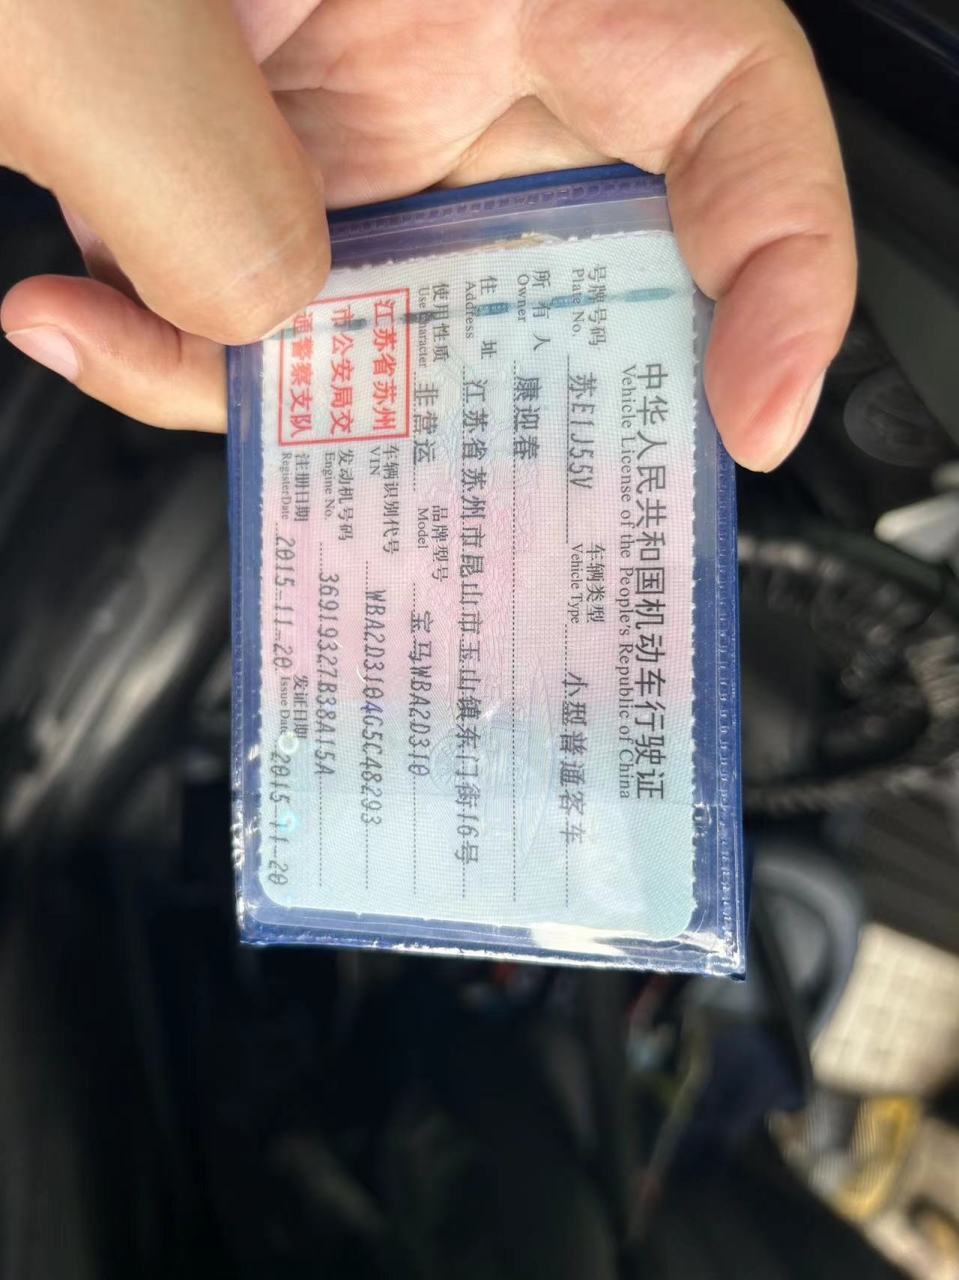 中华人民共和国机动车行驶证
Vehicle License of the People's Republic of China
号牌号码 苏E1J55V 车辆类型 小型普通客车
Plate No. Vehicle Type
所有人 康迎春
Owner
住址 江苏省苏州市昆山市玉山镇东门街16号
Address
使用性质 非营运 品牌型号 宝马WBA2D310
Use Character Model
江苏省苏州
市公安局交
通警察支队
车辆识别代号 WBA2D3104G5C48293
VIN
发动机号码 36919327B38A15A
Engine No.
注册日期 2015-11-20 发证日期 2015-11-20
Register Date Issue Date